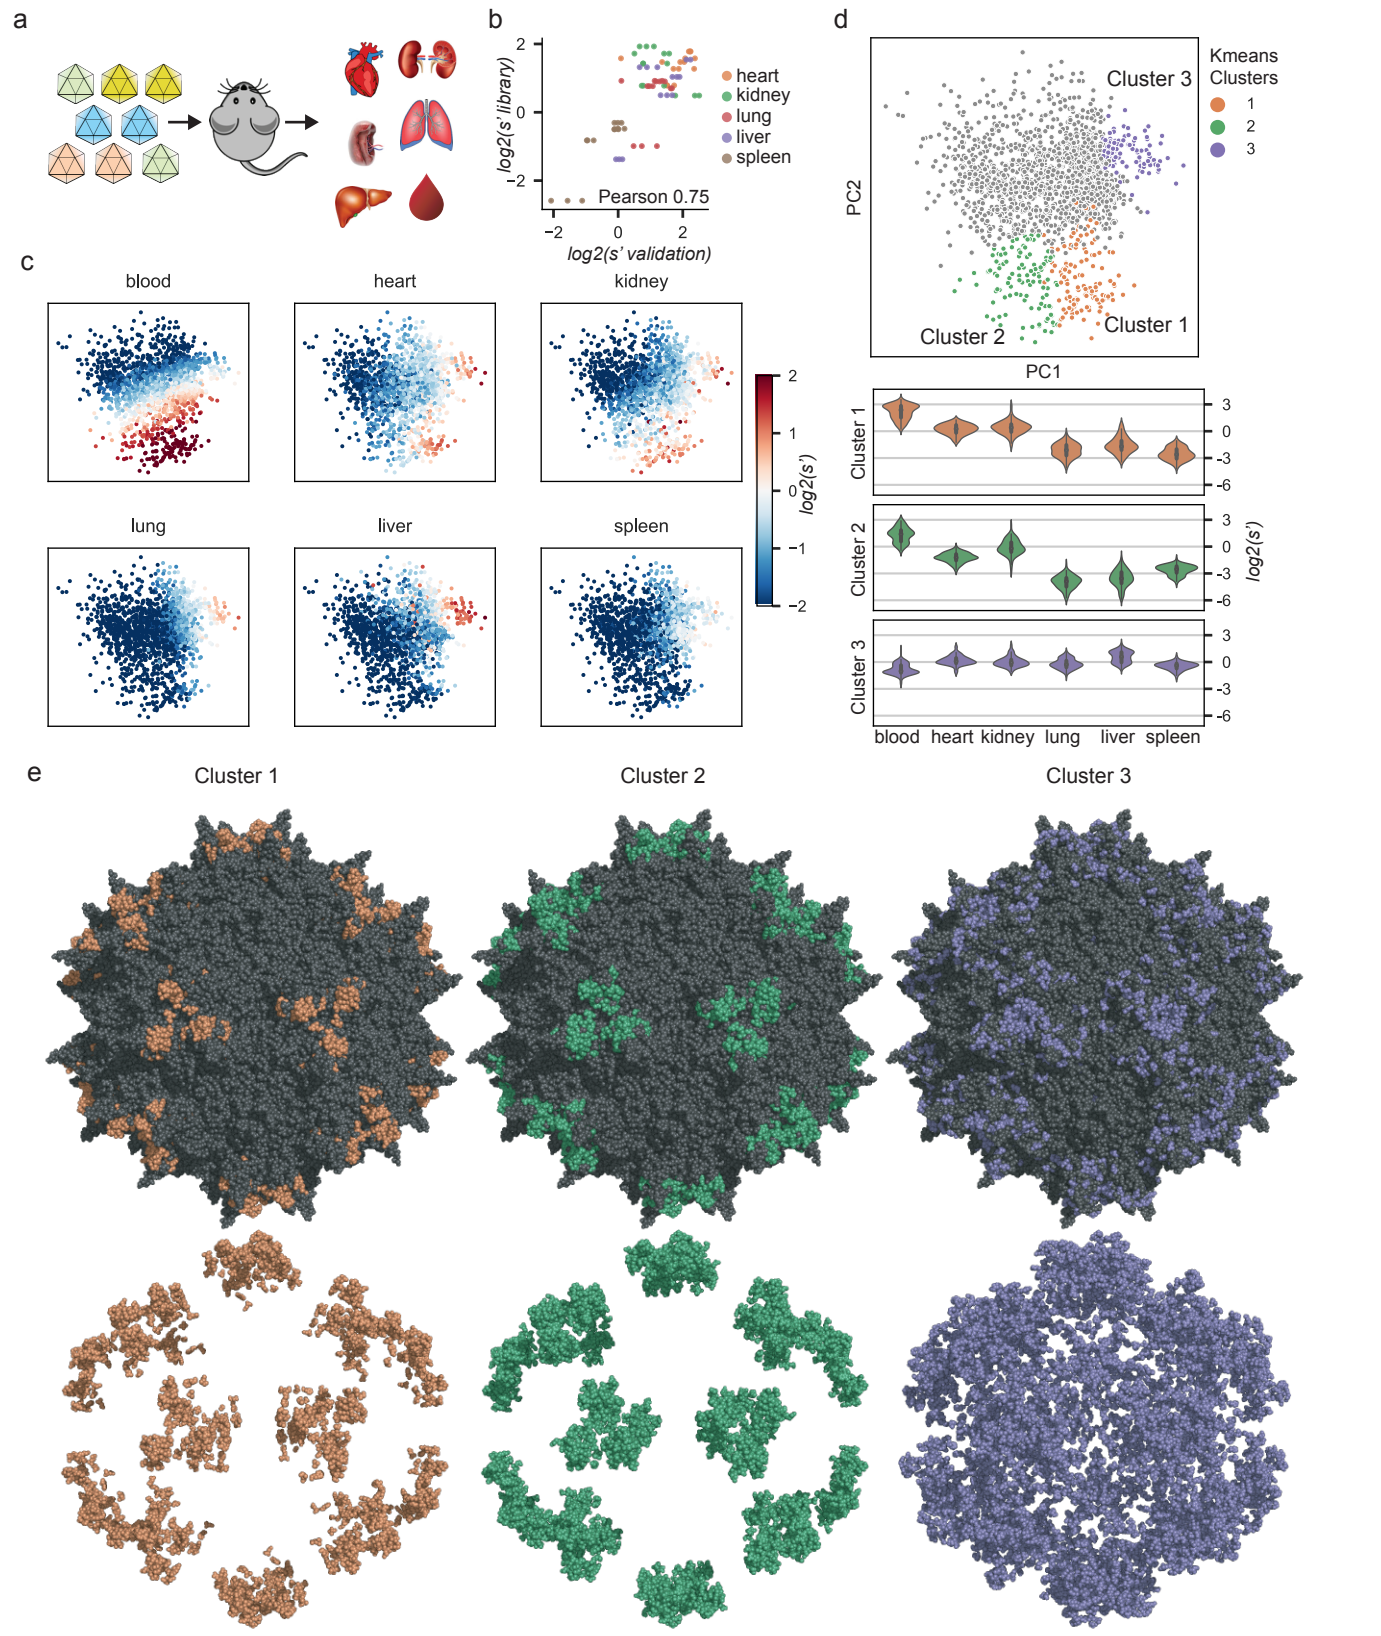 a
b
log2(s' library)
2
0
−2
−2
0
2
log2(s' validation)
Pearson 0.75
heart
kidney
lung
liver
spleen
c
blood
heart
kidney
lung
liver
spleen
2
1
0
−1
−2
log2(s')
d
PC2
PC1
Cluster 3
Cluster 2
Cluster 1
Kmeans
Clusters
1
2
3
Cluster 1
3
0
-3
-6
Cluster 2
3
0
-3
-6
Cluster 3
3
0
-3
-6
log2(s')
blood heart kidney lung liver spleen
e
Cluster 1
Cluster 2
Cluster 3